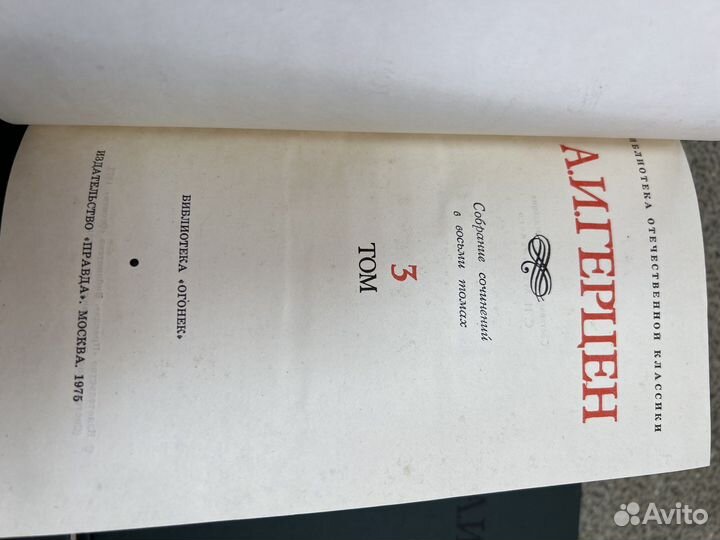 БИБЛИОТЕКА ОТЕЧЕСТВЕННОЙ КЛАССИКИ
А.И.ГЕРЦЕН
Собрание сочинений
в восьми томах
3
ТОМ
БИБЛИОТЕКА «ОГОНЕК»
ИЗДАТЕЛЬСТВО «ПРАВДА». МОСКВА. 1975
Avito